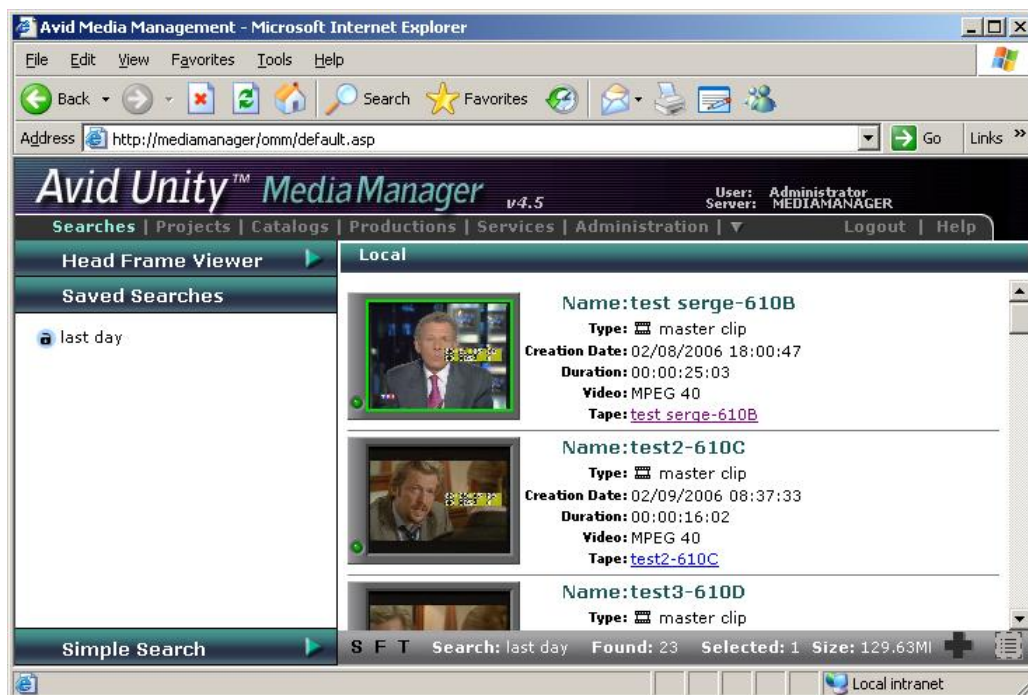 Avid Media Management - Microsoft Internet Explorer
File Edit View Favorites Tools Help
Back Search Favorites
Address http://mediamanager/omm/default.asp Go Links »
Avid Unity™ MediaManager v4.5 User: Administrator
Server: MEDIAMANAGER
Searches | Projects | Catalogs | Productions | Services | Administration | ▼ Logout | Help
Head Frame Viewer
Local
Saved Searches
last day
Name:test serge-610B
Type: master clip
Creation Date: 02/08/2006 18:00:47
Duration: 00:00:25:03
Video: MPEG 40
Tape: test serge-610B
Name:test2-610C
Type: master clip
Creation Date: 02/09/2006 08:37:33
Duration: 00:00:16:02
Video: MPEG 40
Tape: test2-610C
Name:test3-610D
Type: master clip
Simple Search
S F T Search: last day Found: 23 Selected: 1 Size: 129.63MI
Local intranet